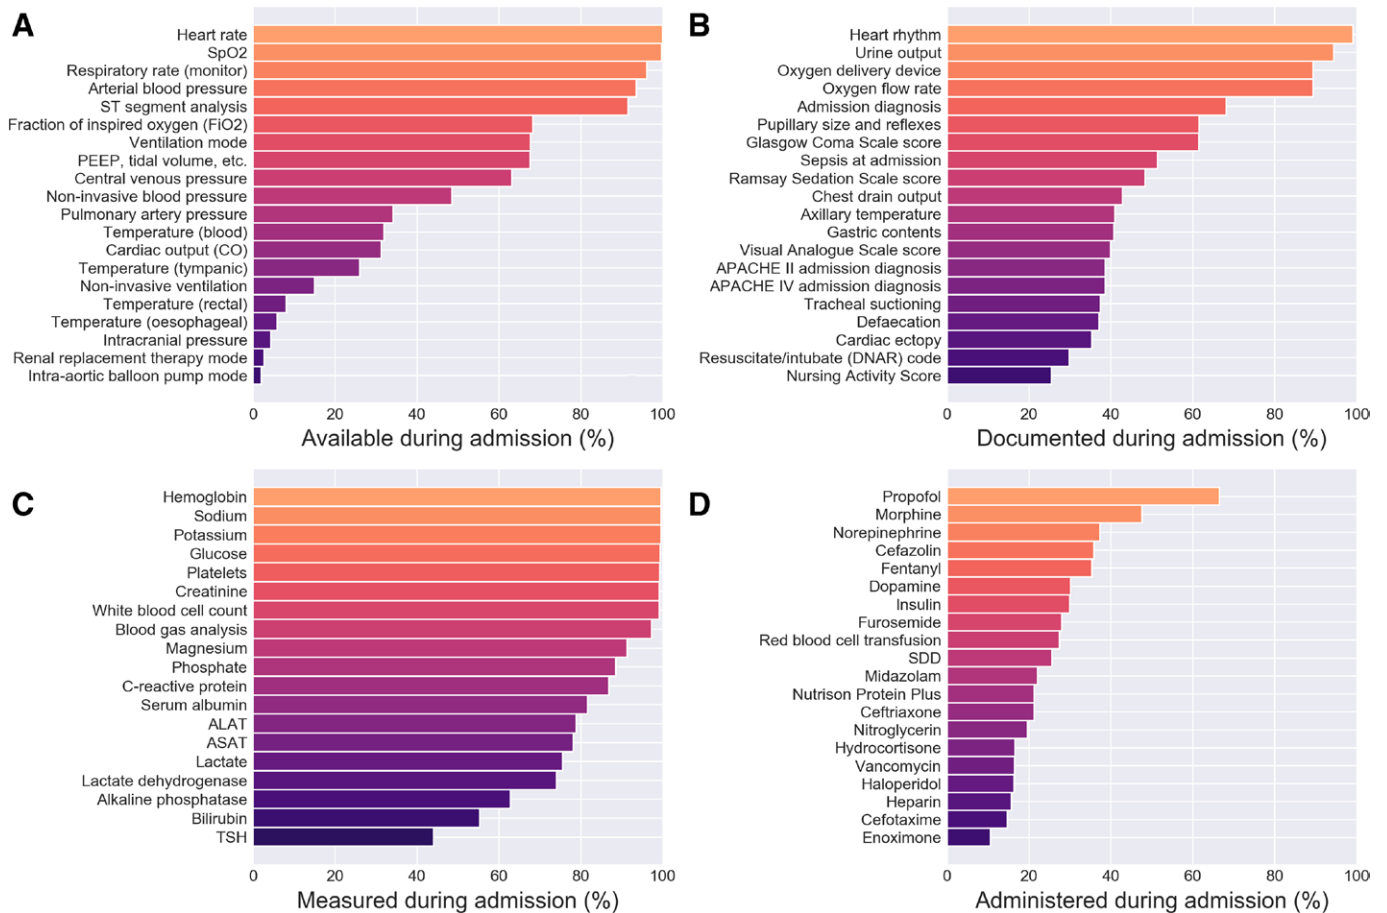 A
Heart rate
SpO2
Respiratory rate (monitor)
Arterial blood pressure
ST segment analysis
Fraction of inspired oxygen (FiO2)
Ventilation mode
PEEP, tidal volume, etc.
Central venous pressure
Non-invasive blood pressure
Pulmonary artery pressure
Temperature (blood)
Cardiac output (CO)
Temperature (tympanic)
Non-invasive ventilation
Temperature (rectal)
Temperature (oesophageal)
Intracranial pressure
Renal replacement therapy mode
Intra-aortic balloon pump mode
0 20 40 60 80 100
Available during admission (%)
B
Heart rhythm
Urine output
Oxygen delivery device
Oxygen flow rate
Admission diagnosis
Pupillary size and reflexes
Glasgow Coma Scale score
Sepsis at admission
Ramsay Sedation Scale score
Chest drain output
Axillary temperature
Gastric contents
Visual Analogue Scale score
APACHE II admission diagnosis
APACHE IV admission diagnosis
Tracheal suctioning
Defaecation
Cardiac ectopy
Resuscitate/intubate (DNAR) code
Nursing Activity Score
0 20 40 60 80 100
Documented during admission (%)
C
Hemoglobin
Sodium
Potassium
Glucose
Platelets
Creatinine
White blood cell count
Blood gas analysis
Magnesium
Phosphate
C-reactive protein
Serum albumin
ALAT
ASAT
Lactate
Lactate dehydrogenase
Alkaline phosphatase
Bilirubin
TSH
0 20 40 60 80 100
Measured during admission (%)
D
Propofol
Morphine
Norepinephrine
Cefazolin
Fentanyl
Dopamine
Insulin
Furosemide
Red blood cell transfusion
SDD
Midazolam
Nutrison Protein Plus
Ceftriaxone
Nitroglycerin
Hydrocortisone
Vancomycin
Haloperidol
Heparin
Cefotaxime
Enoximone
0 20 40 60 80 100
Administered during admission (%)